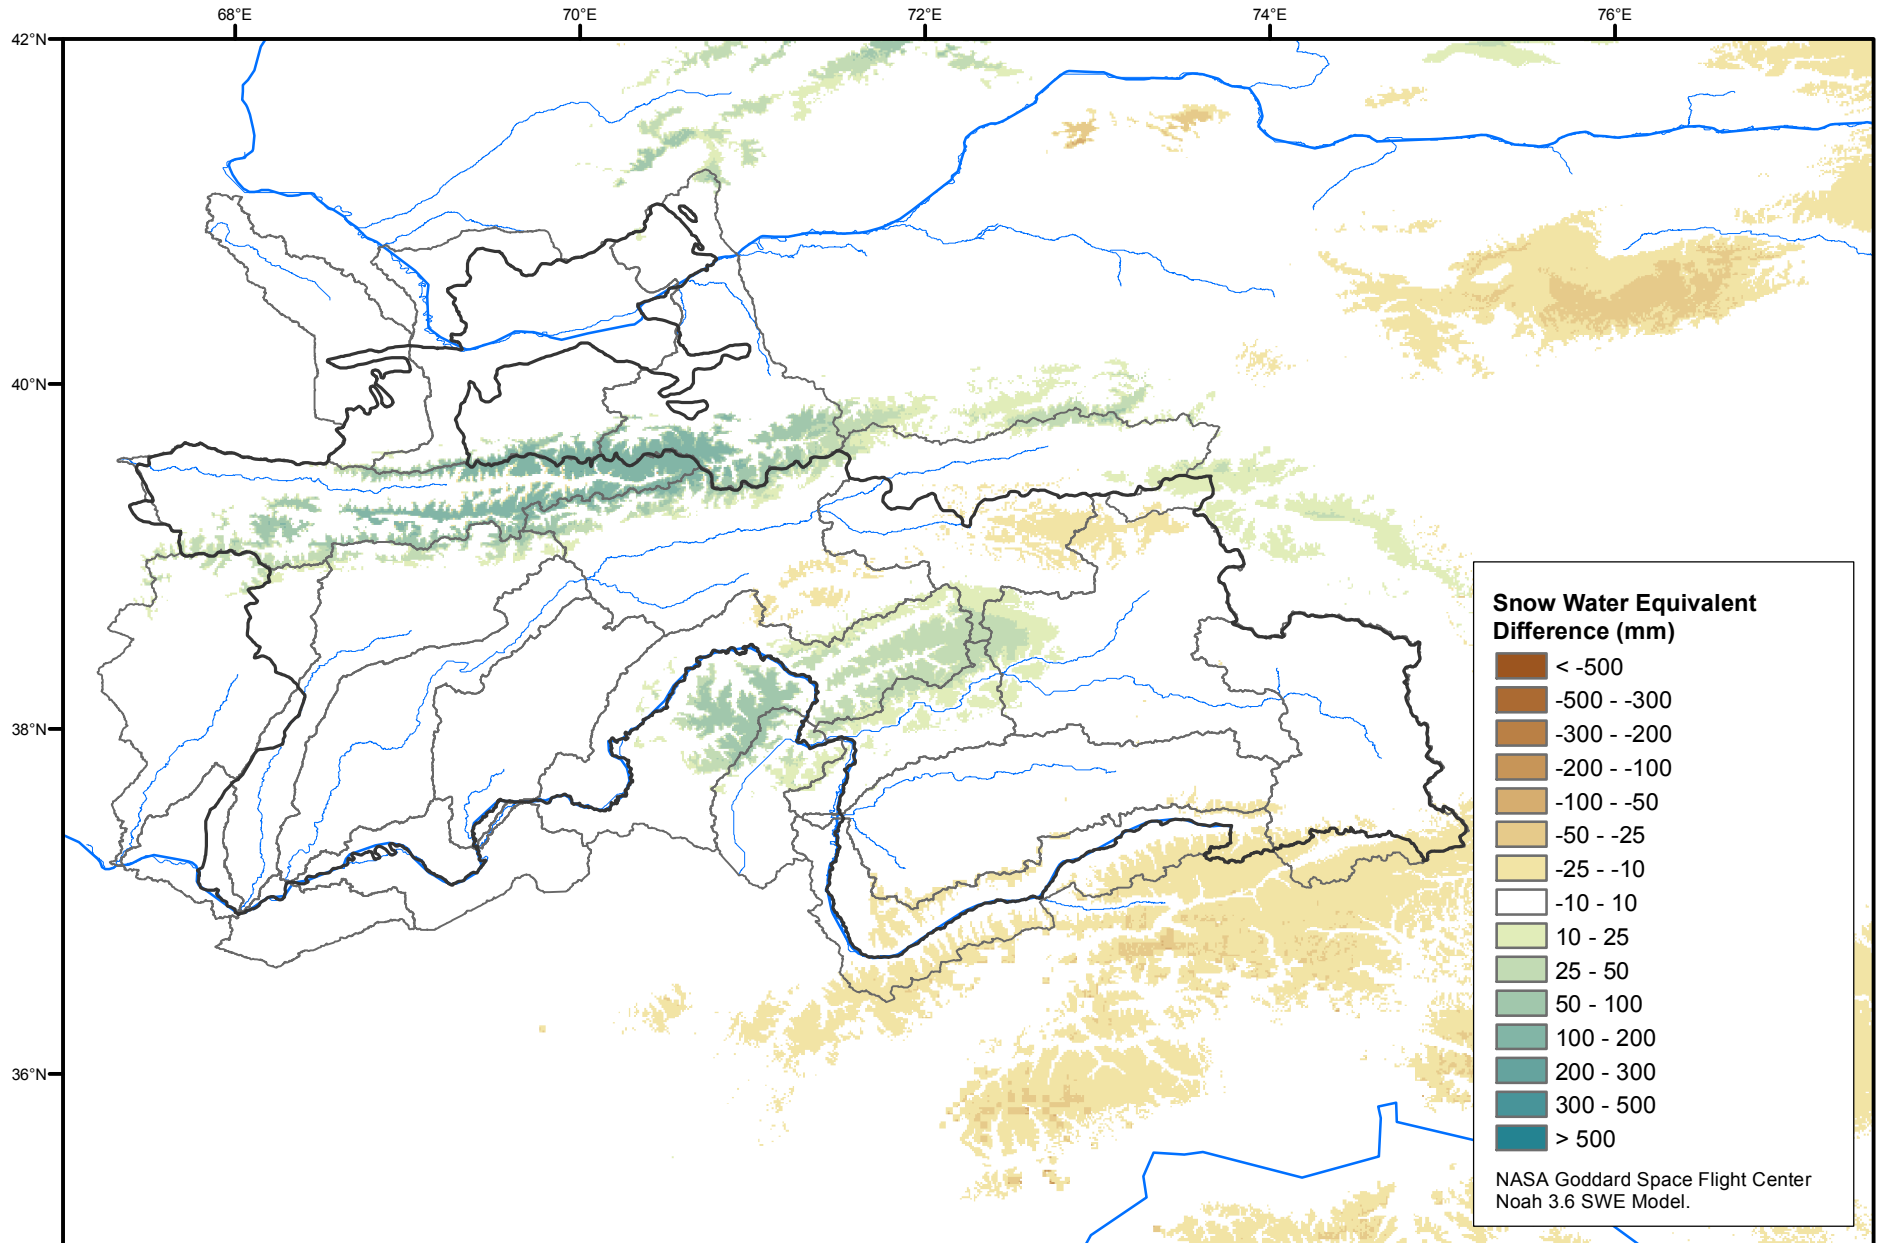 68°E 70°E 72°E 74°E 76°E
42°N
40°N
38°N
36°N
Snow Water Equivalent
Difference (mm)
< -500
-500 - -300
-300 - -200
-200 - -100
-100 - -50
-50 - -25
-25 - -10
-10 - 10
10 - 25
25 - 50
50 - 100
100 - 200
200 - 300
300 - 500
> 500
NASA Goddard Space Flight Center
Noah 3.6 SWE Model.